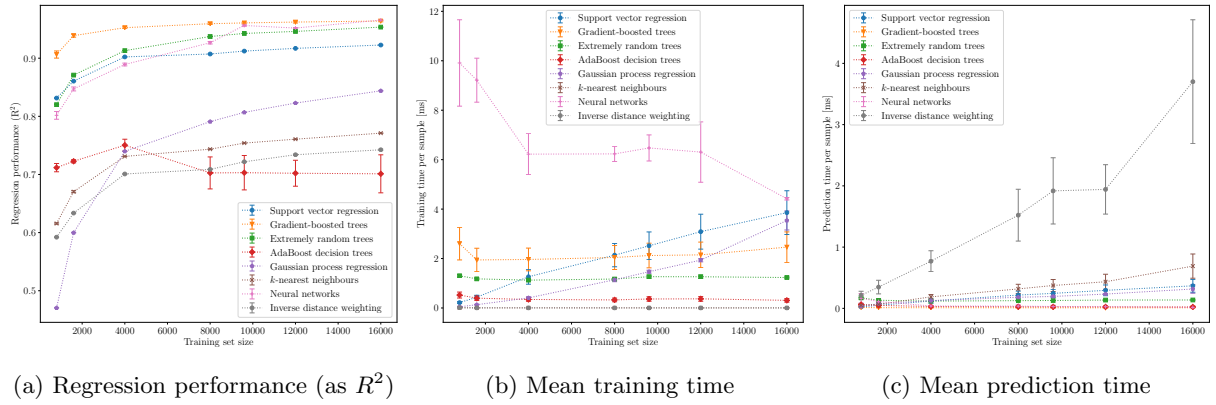 0.9
0.8
0.7
0.6
0.5
Regression performance (R²)
2000 4000 6000 8000 10000 12000 14000 16000
Training set size
Support vector regression
Gradient-boosted trees
Extremely random trees
AdaBoost decision trees
Gaussian process regression
k-nearest neighbours
Neural networks
Inverse distance weighting
(a) Regression performance (as R²)
12
10
8
6
4
2
0
Training time per sample [ms]
2000 4000 6000 8000 10000 12000 14000 16000
Training set size
Support vector regression
Gradient-boosted trees
Extremely random trees
AdaBoost decision trees
Gaussian process regression
k-nearest neighbours
Neural networks
Inverse distance weighting
(b) Mean training time
4
3
2
1
0
Prediction time per sample [ms]
2000 4000 6000 8000 10000 12000 14000 16000
Training set size
Support vector regression
Gradient-boosted trees
Extremely random trees
AdaBoost decision trees
Gaussian process regression
k-nearest neighbours
Neural networks
Inverse distance weighting
(c) Mean prediction time